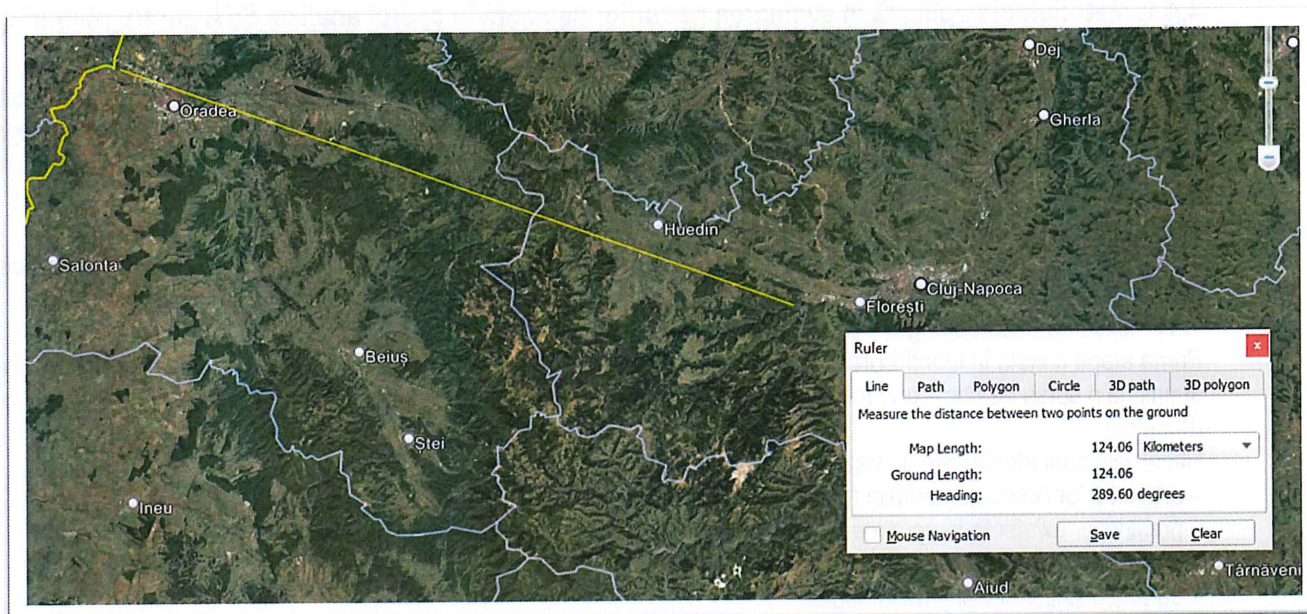 Dej
Oradea
Gherla
Huedin
Salonta
Cluj-Napoca
Florești
Ruler
x
Line Path Polygon Circle 3D path 3D polygon
Measure the distance between two points on the ground
Map Length: 124.06 Kilometers
Ground Length: 124.06
Heading: 289.60 degrees
Mouse Navigation Save Clear
Beiuș
Ștei
Ineu
Aiud
Târnăveni